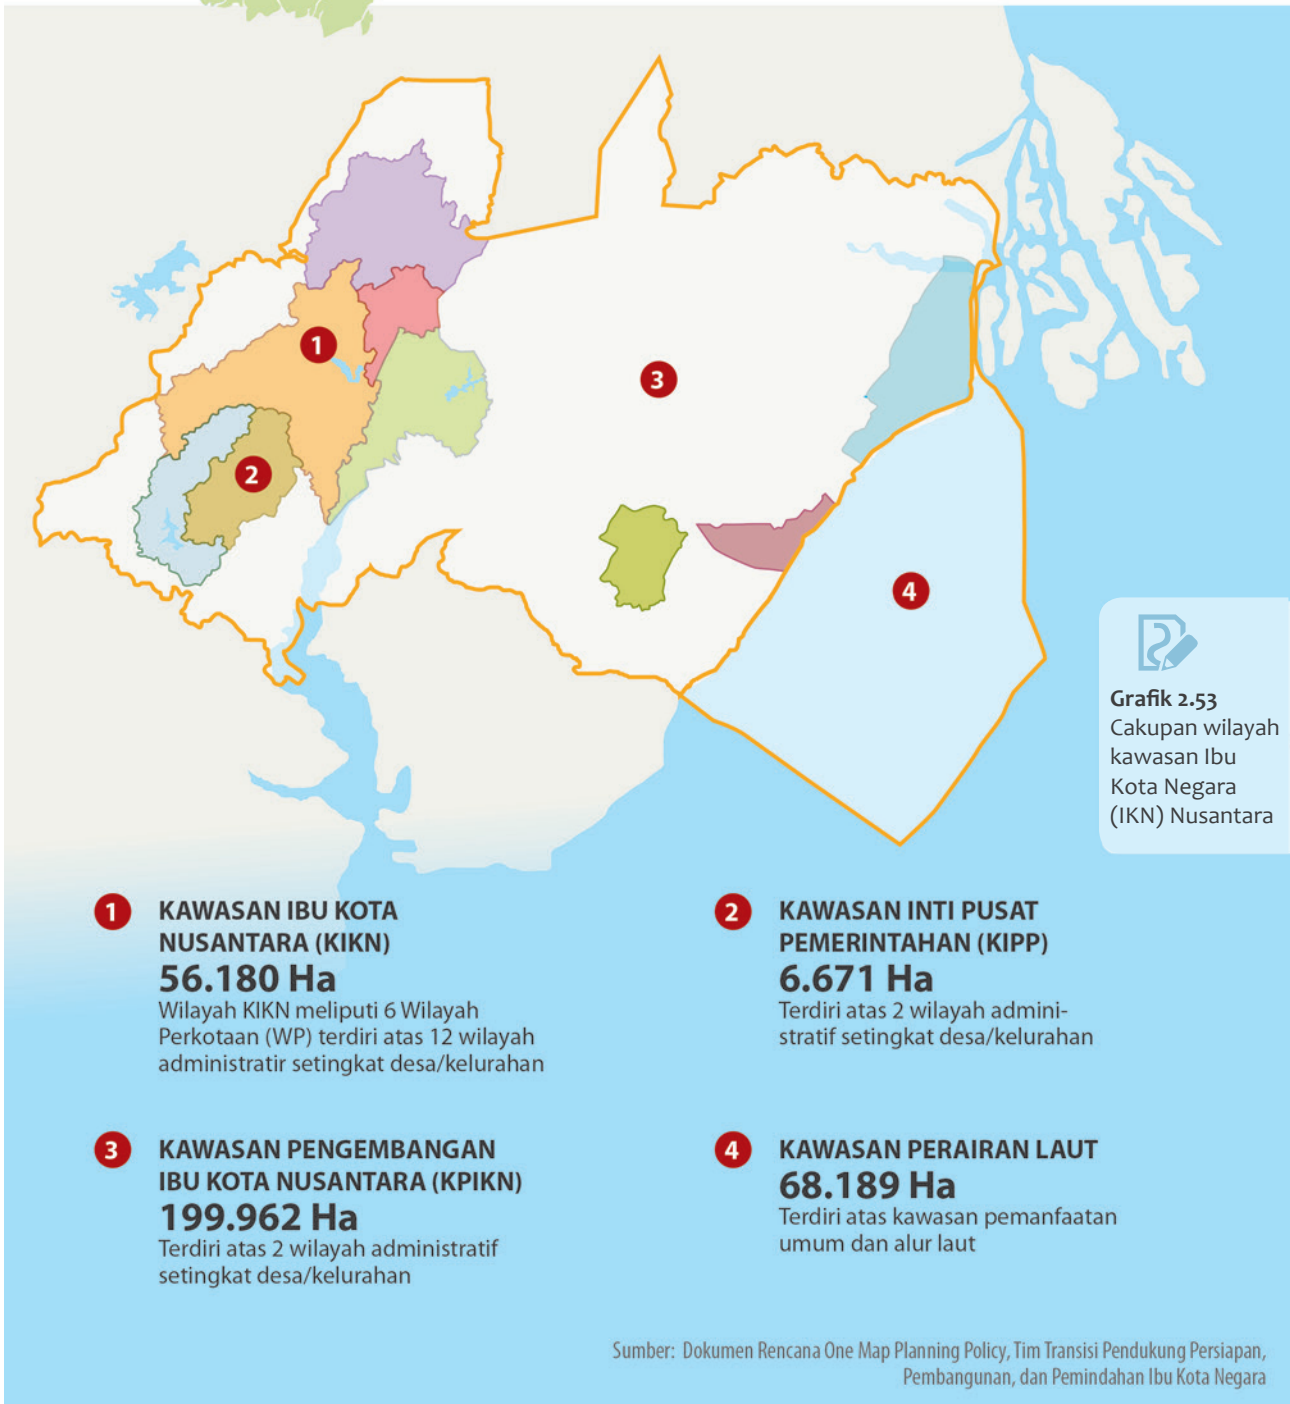 1
2
3
4
Grafik 2.53
Cakupan wilayah
kawasan Ibu
Kota Negara
(IKN) Nusantara
1
KAWASAN IBU KOTA
NUSANTARA (KIKN)
56.180 Ha
Wilayah KIKN meliputi 6 Wilayah
Perkotaan (WP) terdiri atas 12 wilayah
administratir setingkat desa/kelurahan
2
KAWASAN INTI PUSAT
PEMERINTAHAN (KIPP)
6.671 Ha
Terdiri atas 2 wilayah admini-
stratif setingkat desa/kelurahan
3
KAWASAN PENGEMBANGAN
IBU KOTA NUSANTARA (KPIKN)
199.962 Ha
Terdiri atas 2 wilayah administratif
setingkat desa/kelurahan
4
KAWASAN PERAIRAN LAUT
68.189 Ha
Terdiri atas kawasan pemanfaatan
umum dan alur laut
Sumber: Dokumen Rencana One Map Planning Policy, Tim Transisi Pendukung Persiapan,
Pembangunan, dan Pemindahan Ibu Kota Negara